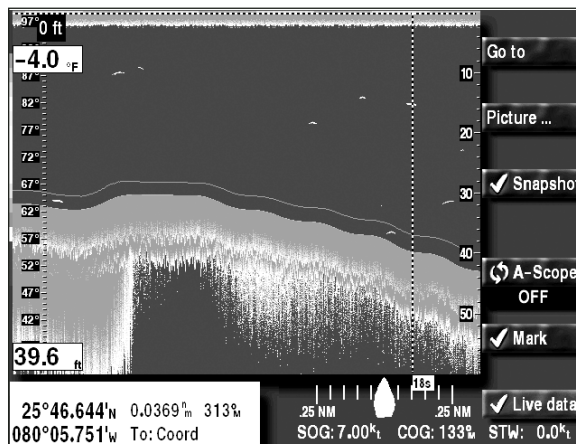 97°
0 ft
-4.0 °F
87°
82°
77°
72°
67°
62°
57°
52°
47°
42°
39.6 ft
10
20
30
40
50
Go to
Picture ...
✓ Snapshot
A-Scope
OFF
✓ Mark
✓ Live data
18s
25°46.644'N 0.0369 nm 313°M
080°05.751'W To: Coord
.25 NM .25 NM
SOG: 7.00kt COG: 133°M STW: 0.0kt